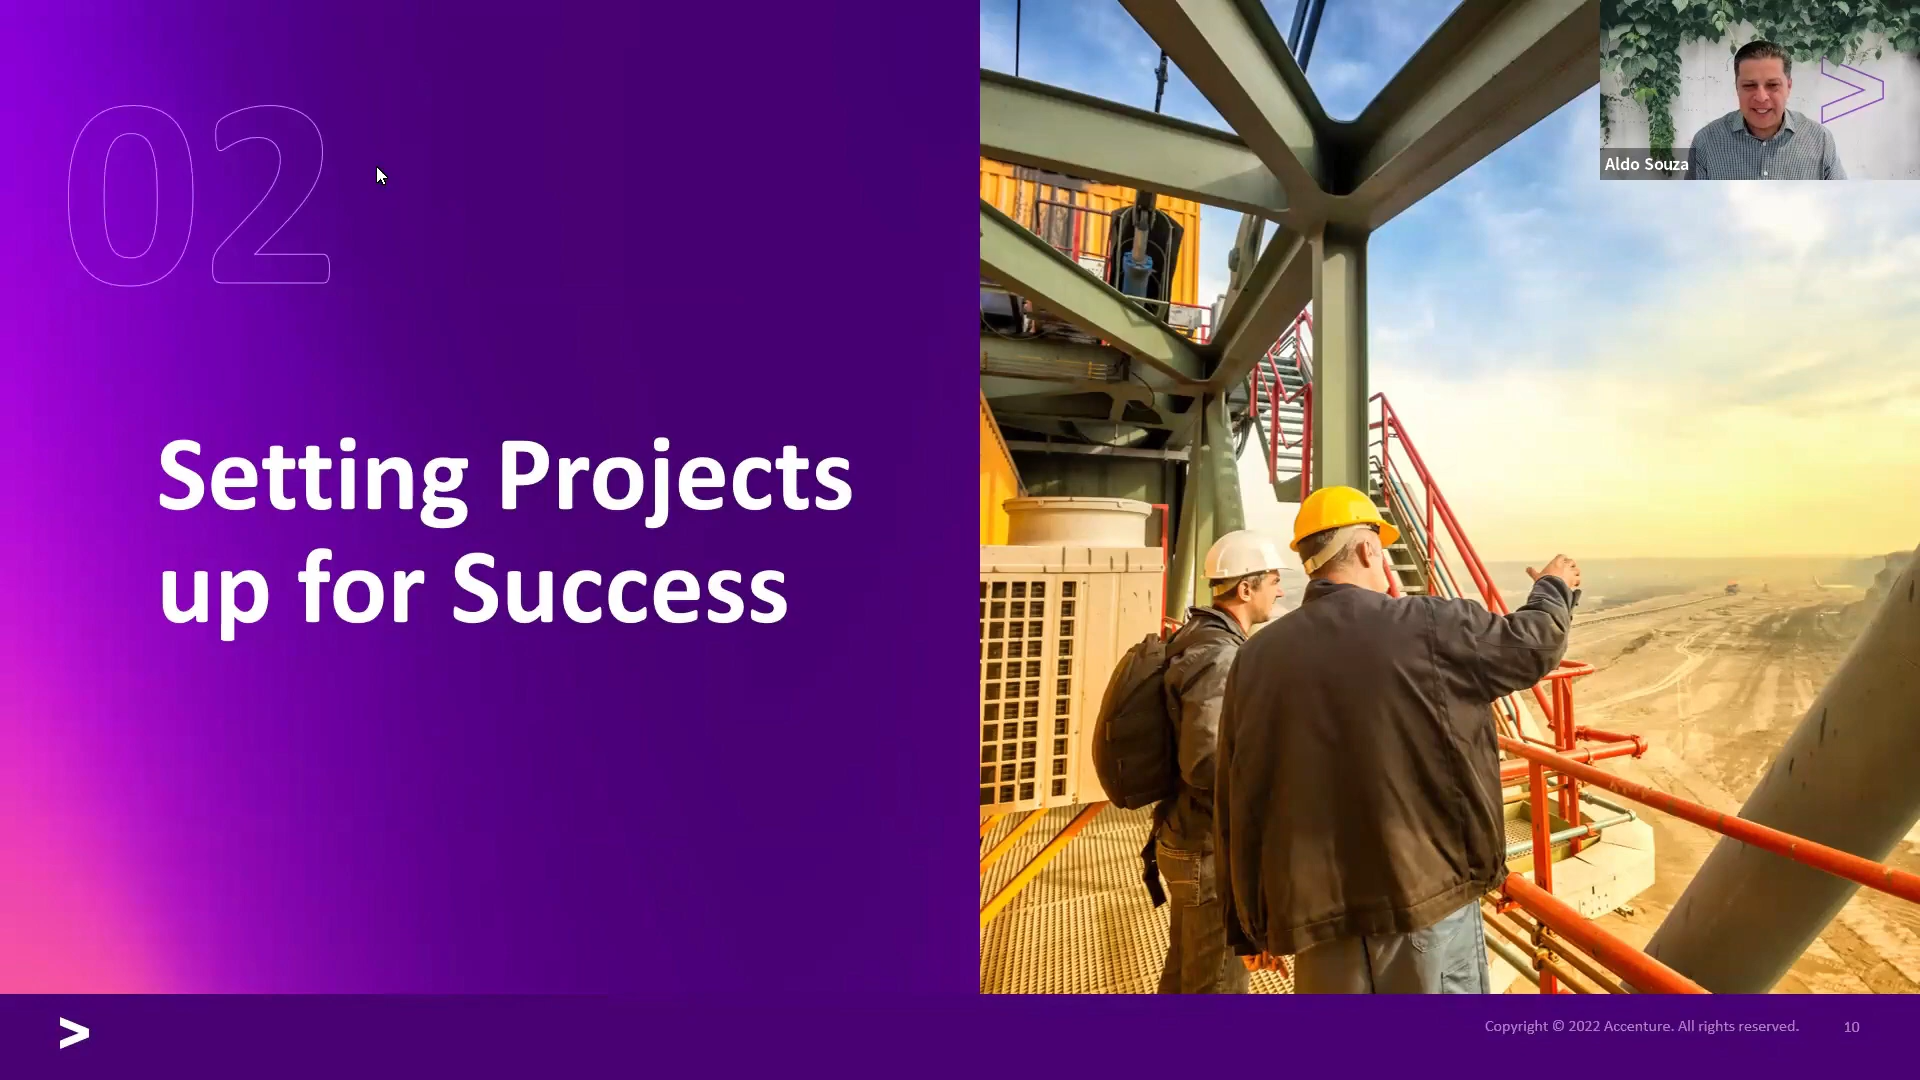 02
Aldo Souza
Setting Projects
up for Success
Copyright © 2022 Accenture. All rights reserved.
10